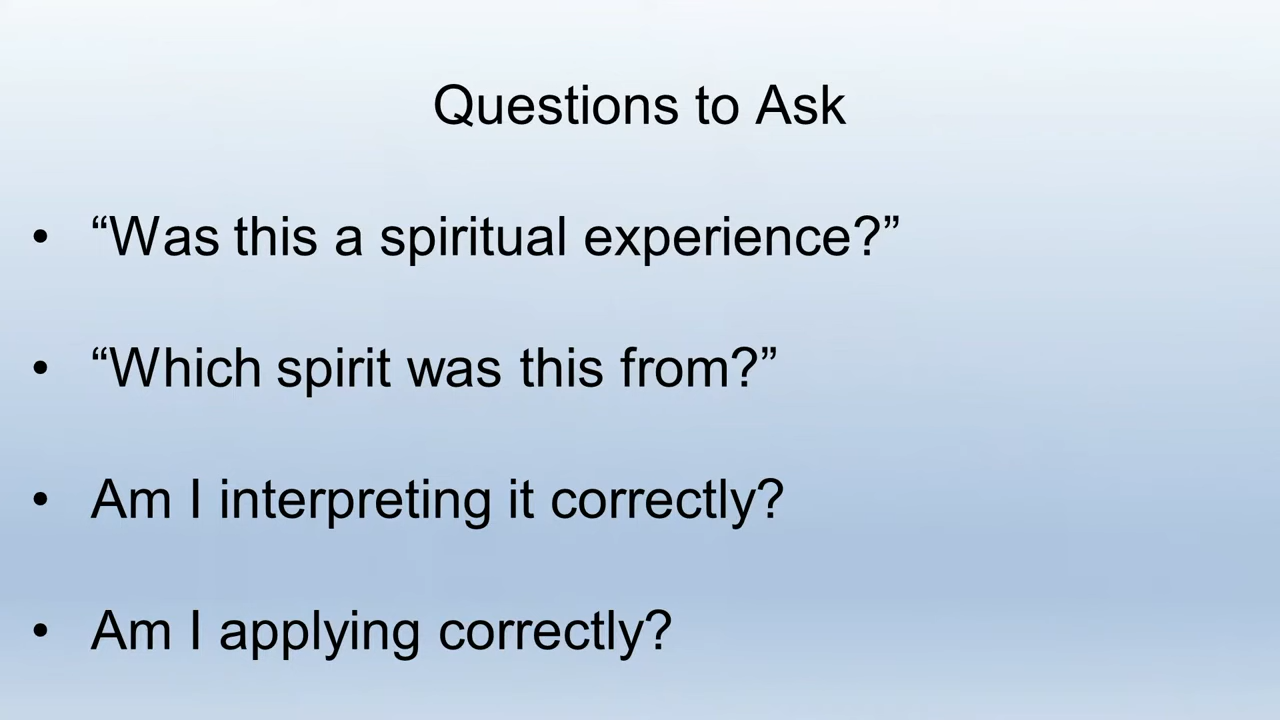 Questions to Ask
• “Was this a spiritual experience?”
• “Which spirit was this from?”
• Am I interpreting it correctly?
• Am I applying correctly?